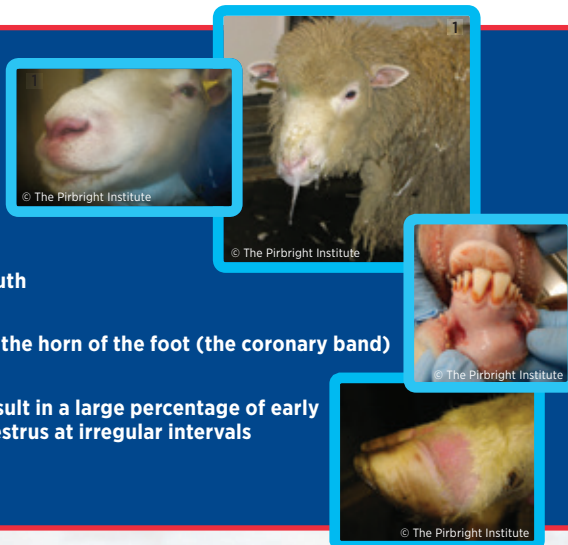 1
1
© The Pirbright Institute
© The Pirbright Institute
uth
the horn of the foot (the coronary band)
© The Pirbright Institute
sult in a large percentage of early
estrus at irregular intervals
© The Pirbright Institute